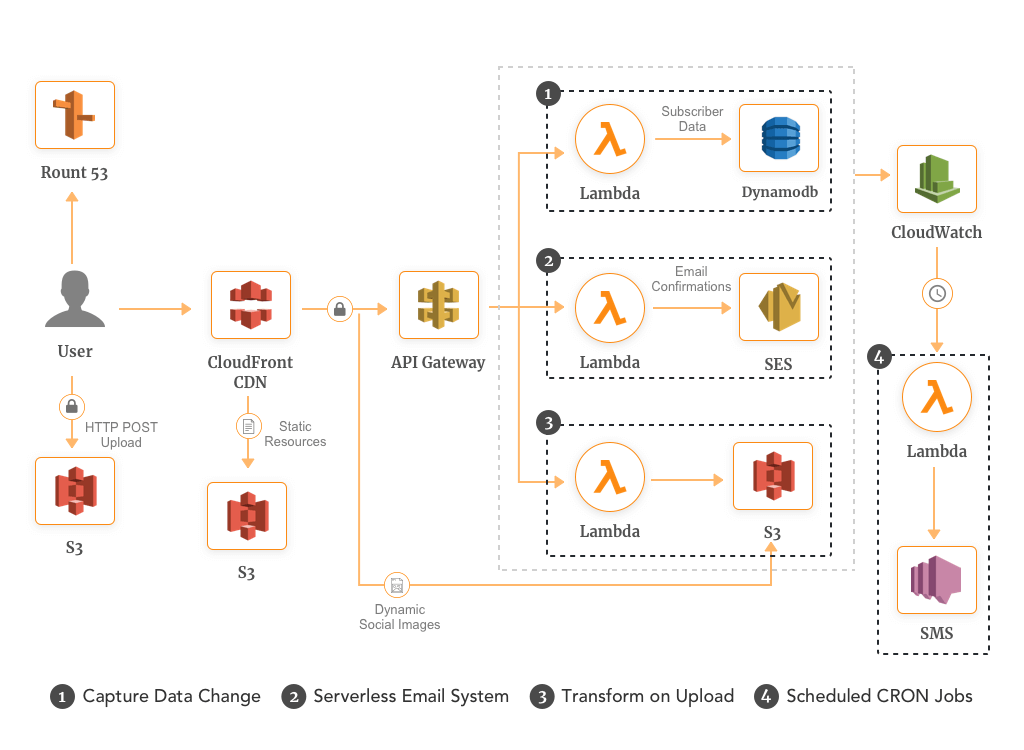 1
Lambda
Subscriber
Data
Dynamodb
Rount 53
CloudWatch
2
Lambda
Email
Confirmations
SES
User
CloudFront
CDN
API Gateway
4
Lambda
HTTP POST
Upload
S3
Static
Resources
S3
3
Lambda
S3
Dynamic
Social Images
SMS
1 Capture Data Change
2 Serverless Email System
3 Transform on Upload
4 Scheduled CRON Jobs